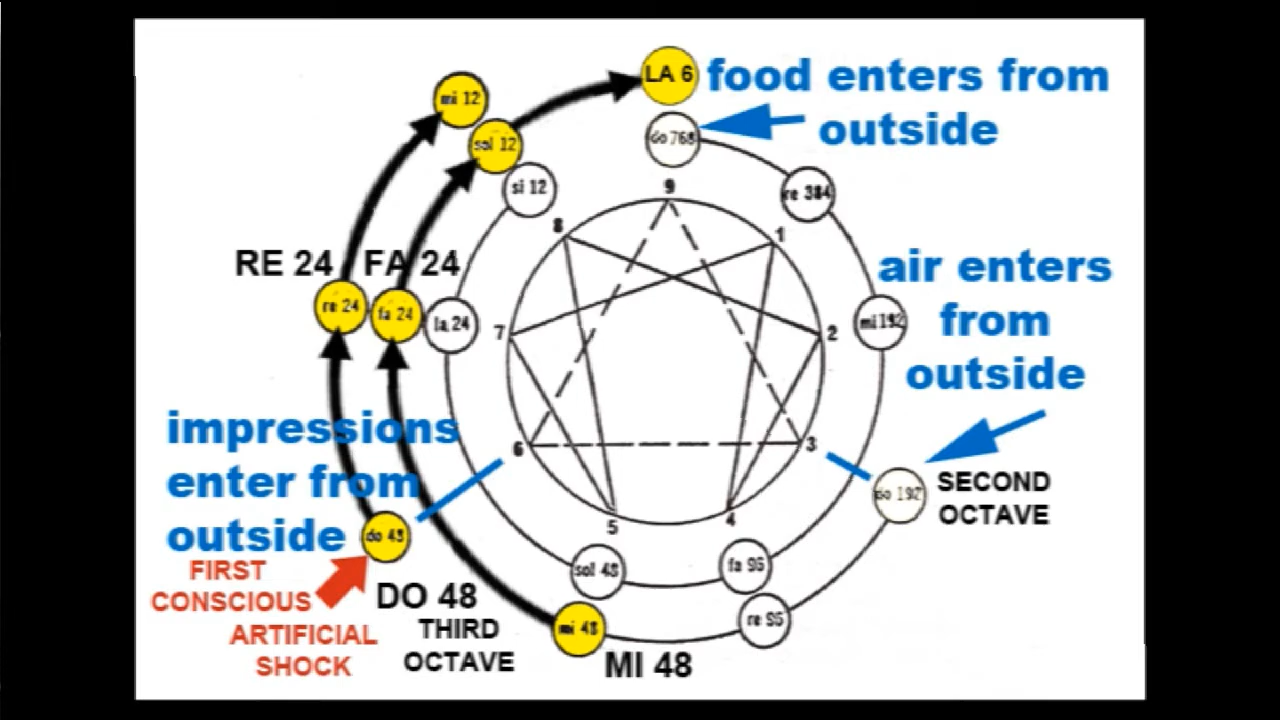 LA 6
food enters from
outside
mi 12
sol 12
do 768
si 12
re 384
9
8
1
RE 24
FA 24
air enters
from
outside
re 24
fa 24
la 24
mi 192
7
2
impressions
enter from
outside
6
3
do 192
SECOND
OCTAVE
5
4
do 48
FIRST
CONSCIOUS
ARTIFICIAL
SHOCK
DO 48
THIRD
OCTAVE
sol 48
fa 96
mi 48
re 96
MI 48